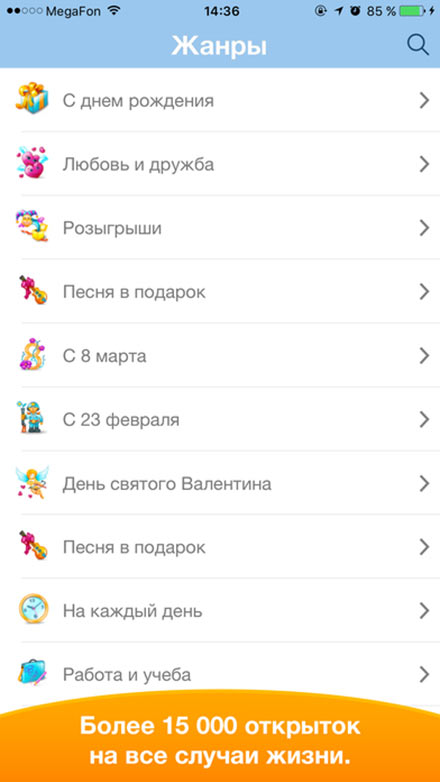 MegaFon 14:36 85 %
Жанры
С днем рождения
Любовь и дружба
Розыгрыши
Песня в подарок
С 8 марта
С 23 февраля
День святого Валентина
Песня в подарок
На каждый день
Работа и учеба
Более 15 000 открыток
на все случаи жизни.